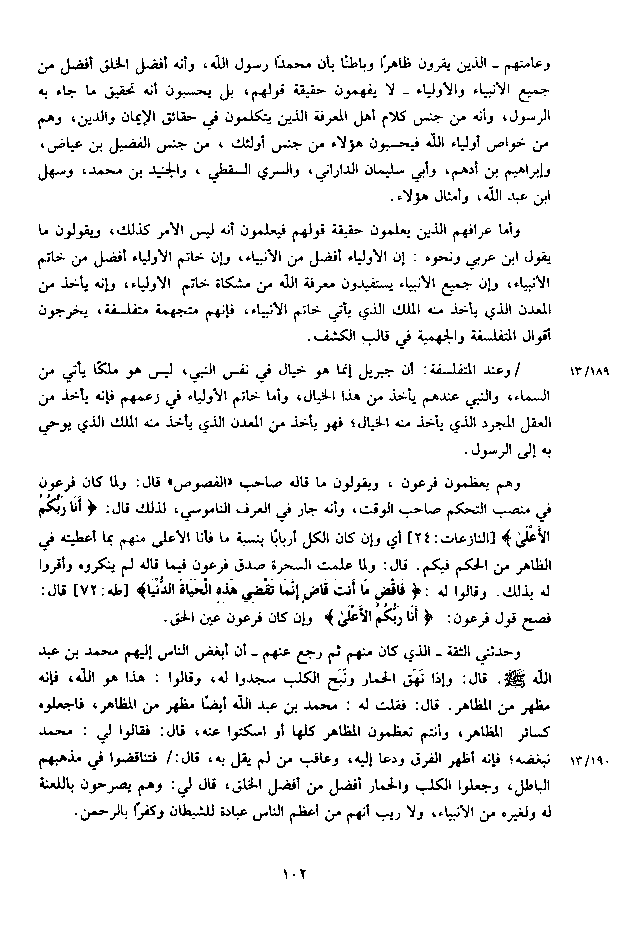 وعامتهم ـ الذين يقرون ظاهرًا وباطنًا بأن محمدًا رسول الله، وأنه أفضل الخلق أفضل من
جميع الأنبياء والأولياء ـ لا يفهمون حقيقة قولهم، بل يحسبون أنه تحقيق ما جاء به
الرسول، وأنه من جنس كلام أهل المعرفة الذين يتكلمون في حقائق الإيمان والدين، وهم
من خواص أولياء الله فيحسبون هؤلاء من جنس أولئك ، من جنس الفضيل بن عياض،
وإبراهيم بن أدهم، وأبي سليمان الداراني، والسري السقطي ، والجنيد بن محمد، وسهل
ابن عبد الله، وأمثال هؤلاء.
وأما عرافهم الذين يعلمون حقيقة قولهم فيعلمون أنه ليس الأمر كذلك، ويقولون ما
يقول ابن عربي ونحوه : إن الأولياء أفضل من الأنبياء، وإن خاتم الأولياء أفضل من خاتم
الأنبياء، وإن جميع الأنبياء يستفيدون معرفة الله من مشكاة خاتم الأولياء، وإنه يأخذ من
المعدن الذي يأخذ منه الملك الذي يأتي خاتم الأنبياء، فإنهم متجهمة متفلسفة، يخرجون
أقوال المتفلسفة والجهمية في قالب الكشف.
١٣/١٨٩ / وعند المتفلسفة: أن جبريل إنما هو خيال في نفس النبي، ليس هو ملكًا يأتي من
السماء، والنبي عندهم يأخذ من هذا الخيال، وأما خاتم الأولياء في زعمهم فإنه يأخذ من
العقل المجرد الذي يأخذ منه الخيال؛ فهو يأخذ من المعدن الذي يأخذ منه الملك الذي يوحي
به إلى الرسول.
وهم يعظمون فرعون ، ويقولون ما قاله صاحب «الفصوص» قال: ولما كان فرعون
في منصب التحكم صاحب الوقت، وأنه جار في العرف الناموسي، لذلك قال: ﴿ أَنَا رَبُّكُمُ
الأَعْلَىٰ ﴾ [النازعات: ٢٤] أي وإن كان الكل أربابًا بنسبة ما فأنا الأعلى منهم بما أعطيته في
الظاهر من الحكم فيكم. قال: ولما علمت السحرة صدق فرعون فيما قاله لم ينكروه وأقروا
له بذلك. وقالوا له :﴿ فَاقْضِ مَا أَنتَ قَاضٍ إِنَّمَا تَقْضِي هَذِهِ الْحَيَاةَ الدُّنْيَا﴾ [طه: ٧٢] قال:
فصح قول فرعون: ﴿ أَنَا رَبُّكُمُ الأَعْلَىٰ ﴾ وإن كان فرعون عين الحق.
وحدثني الثقة ـ الذي كان منهم ثم رجع عنهم ـ أن أبغض الناس إليهم محمد بن عبد
الله ﷺ. قال: وإذا نَهَق الحمار ونَبَح الكلب سجدوا له، وقالوا : هذا هو الله، فإنه
مظهر من المظاهر. قال: فقلت له : محمد بن عبد الله أيضًا مظهر من المظاهر، فاجعلوه
كسائر المظاهر، وأنتم تعظمون المظاهر كلها أو اسكتوا عنه، قال: فقالوا لي : محمد
١٣/١٩٠ نبغضه؛ فإنه أظهر الفرق ودعا إليه، وعاقب من لم يقل به، قال:/ فتناقضوا في مذهبهم
الباطل، وجعلوا الكلب والحمار أفضل من أفضل الخلق، قال لي: وهم يصرحون باللعنة
له ولغيره من الأنبياء، ولا ريب أنهم من أعظم الناس عبادة للشيطان وكفرًا بالرحمن.
١٠٢